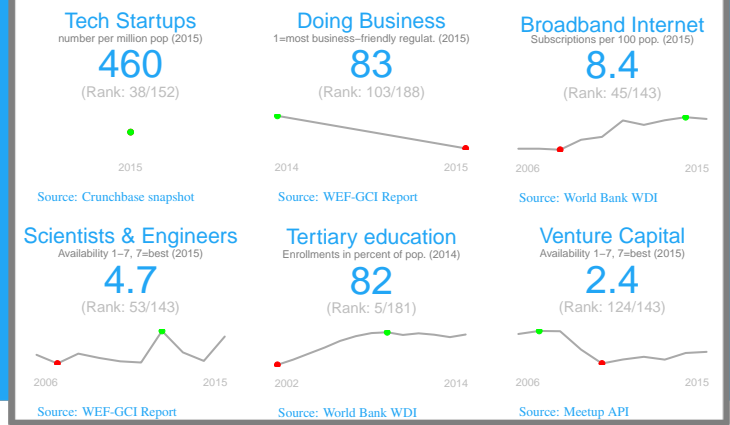 Tech Startups
number per million pop (2015)
460
(Rank: 38/152)
2015
Source: Crunchbase snapshot
Doing Business
1=most business−friendly regulat. (2015)
83
(Rank: 103/188)
2014
2015
Source: WEF-GCI Report
Broadband Internet
Subscriptions per 100 pop. (2015)
8.4
(Rank: 45/143)
2006
2015
Source: World Bank WDI
Scientists & Engineers
Availability 1−7, 7=best (2015)
4.7
(Rank: 53/143)
2006
2015
Source: WEF-GCI Report
Tertiary education
Enrollments in percent of pop. (2014)
82
(Rank: 5/181)
2002
2014
Source: World Bank WDI
Venture Capital
Availability 1−7, 7=best (2015)
2.4
(Rank: 124/143)
2006
2015
Source: Meetup API